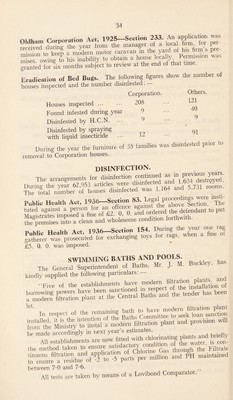 34
Oldham Corporation Act, 1925—Section 233. An application was
received during the year from the manager of a local firm, for per-
mission to keep a modern motor caravan in the yard of his firm's pre-
mises, owing to his inability to obtain a house locally. Permission was
granted for six months subject to review at the end of that time.
Eradication of Bed Bugs. The following figures show the number of
houses inspected and the number disinfested:—
Corporation. Others.
Houses inspected ... ... 208 ... 121
Found infested during year 9 ... 49
Disinfested by H.C.N. ... 9 ... 9
Disinfested by spraying
with liquid insecticide ... 12 ... 91
During the year the furniture of 35 families was disinfested prior to
removal to Corporation houses.
DISINFECTION.
The arrangements for disinfection continued as in previous years.
During the year 62,951 articles were disinfected and 1,634 destroyed.
The total number of houses disinfected was 1,164 and 3,731 rooms.
Public Health Act, 1936—Section 83. Legal proceedings were insti-
tuted against a person for an offence against the above Section. The
Magistrates imposed a fine of £2. 0. 0. and ordered the defendant to put
the premises into a clean and wholesome condition forthwith.
Public Health Act, 1936—Section 154. During the year one rag
gatherer was prosecuted for exchanging toys for rags, when a fine of
£5. 0. 0. was imposed.
SWIMMING BATHS AND POOLS.
The General Superintendent of Baths, Mr. J. M. Buckley, has
kindly supplied the following particulars:—
"Five of the establishments have modern filtration plants, and
borrowing powers have been sanctioned in respect of the installation of
a modern filtration plant at the Central Baths and the tender has been
let.
In respect of the remaining bath to have modern filtration plant
installed, it is the intention of the Baths Committee to seek loan sanction
from the Ministry to instal a modern filtration plant and provision will
be made accordingly in next year's estimates.
All establishments are now fitted with chlorinating plants and briefly
the method taken to ensure satisfactory condition of the water, is con-
tinuous filtration and application of Chlorine Gas through the Filtrate
to ensure a residue of ·2 to ·5 parts per million and PH maintained
between 7·0 and 7·6.
All tests are taken by means of a Lovibond Comparator."